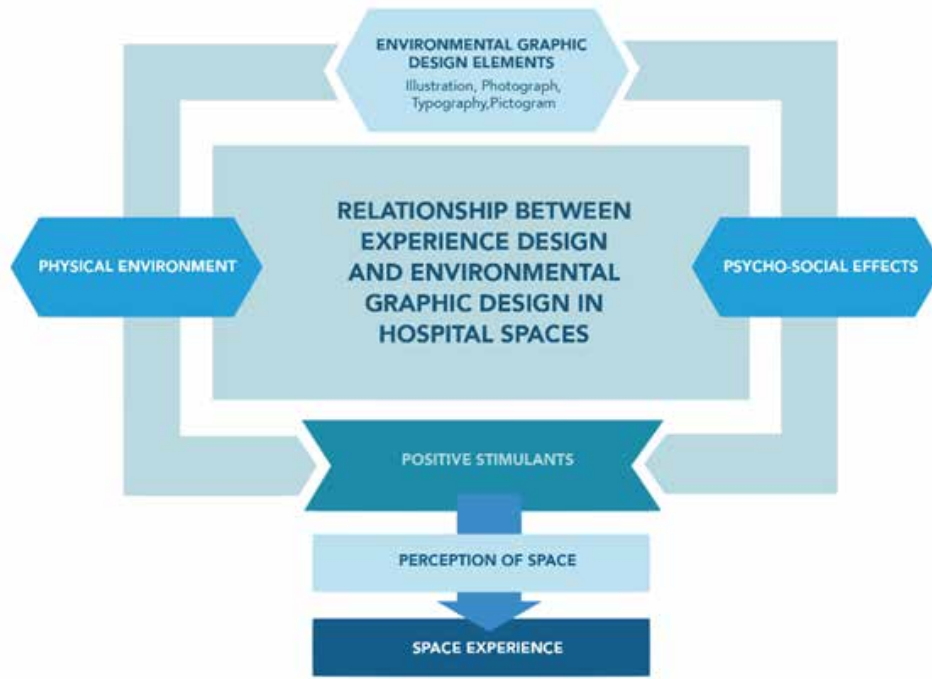 ENVIRONMENTAL GRAPHIC
DESIGN ELEMENTS
Illustration, Photograph,
Typography,Pictogram
RELATIONSHIP BETWEEN
EXPERIENCE DESIGN
AND ENVIRONMENTAL
GRAPHIC DESIGN IN
HOSPITAL SPACES
PHYSICAL ENVIRONMENT
PSYCHO-SOCIAL EFFECTS
POSITIVE STIMULANTS
PERCEPTION OF SPACE
SPACE EXPERIENCE